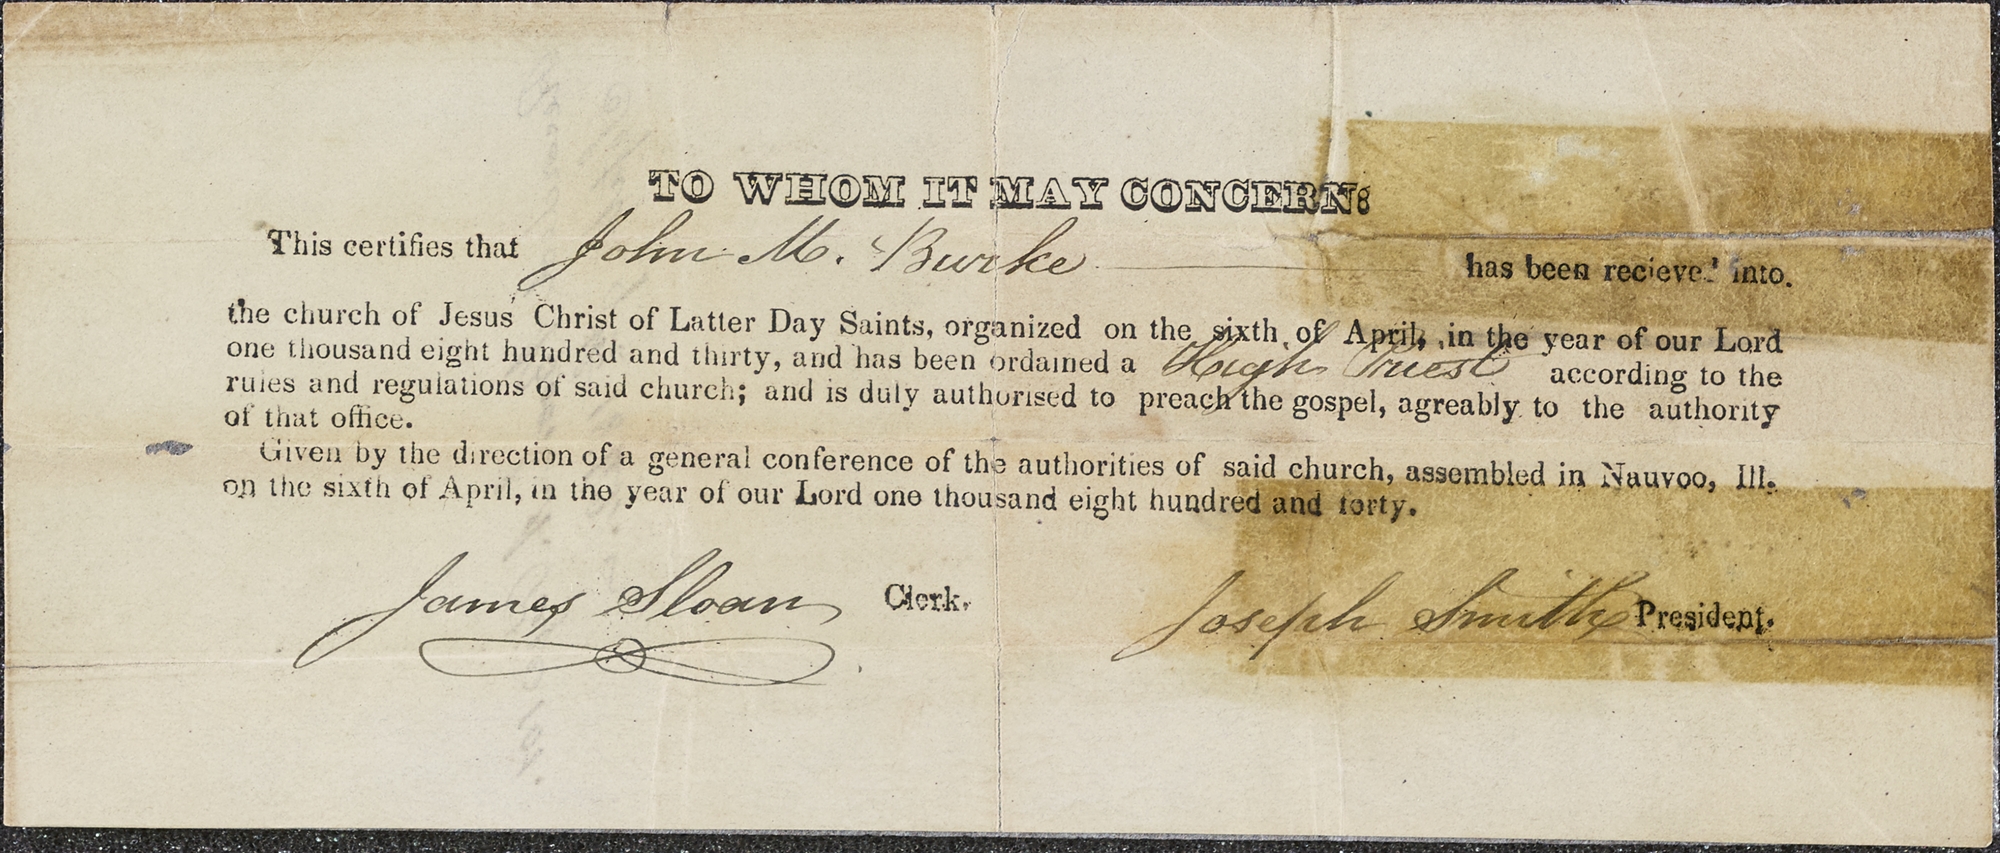 TO WHOM IT MAY CONCERN:
This certifies that John M. Burke has been recieved into
the church of Jesus Christ of Latter Day Saints, organized on the sixth of April, in the year of our Lord
one thousand eight hundred and thirty, and has been ordained a High Priest according to the
rules and regulations of said church; and is duly authorised to preach the gospel, agreably to the authority
of that office.
Given by the direction of a general conference of the authorities of said church, assembled in Nauvoo, Ill.
on the sixth of April, in the year of our Lord one thousand eight hundred and forty.
James Sloan Clerk. Joseph Smith President.